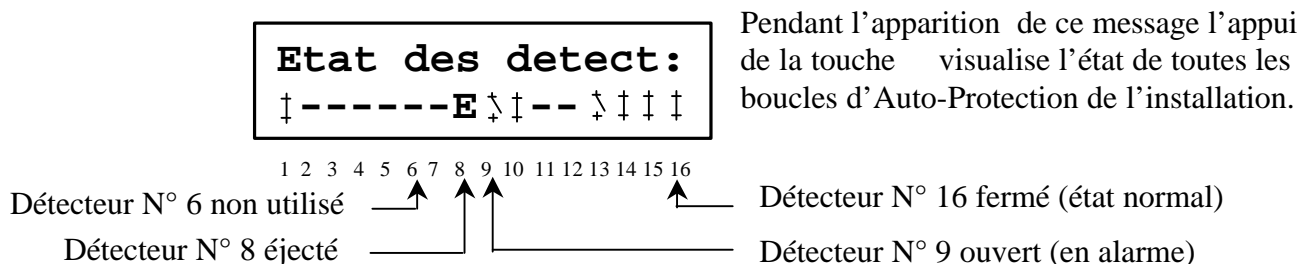 Etat des detect:
‡------E⍂‡-- ⍂‡‡‡
Pendant l’apparition de ce message l’appui
de la touche visualise l’état de toutes les
boucles d’Auto-Protection de l’installation.
1 2 3 4 5 6 7 8 9 10 11 12 13 14 15 16
Détecteur N° 6 non utilisé
Détecteur N° 16 fermé (état normal)
Détecteur N° 8 éjecté
Détecteur N° 9 ouvert (en alarme)